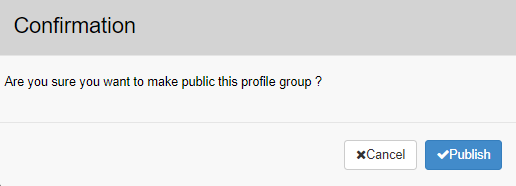 Confirmation
Are you sure you want to make public this profile group ?
Cancel
Publish